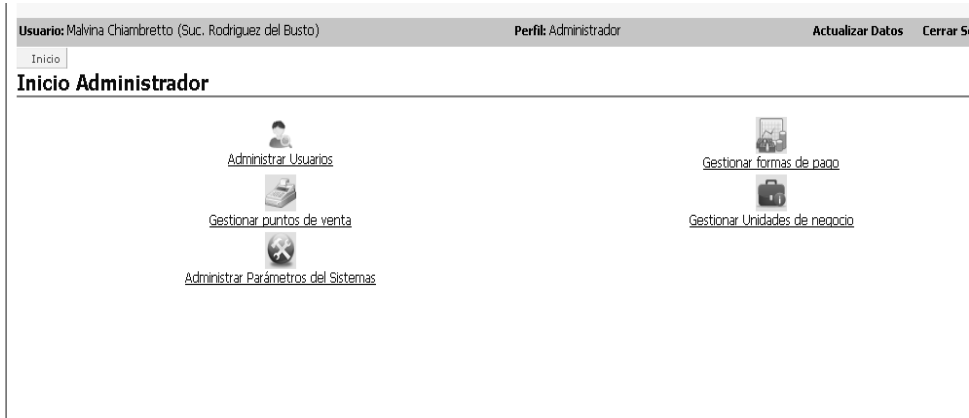 Usuario: Malvina Chiambretto (Suc. Rodriguez del Busto) Perfil: Administrador Actualizar Datos Cerrar
Inicio
Inicio Administrador
Administrar Usuarios Gestionar formas de pago
Gestionar puntos de venta Gestionar Unidades de negocio
Administrar Parámetros del Sistemas